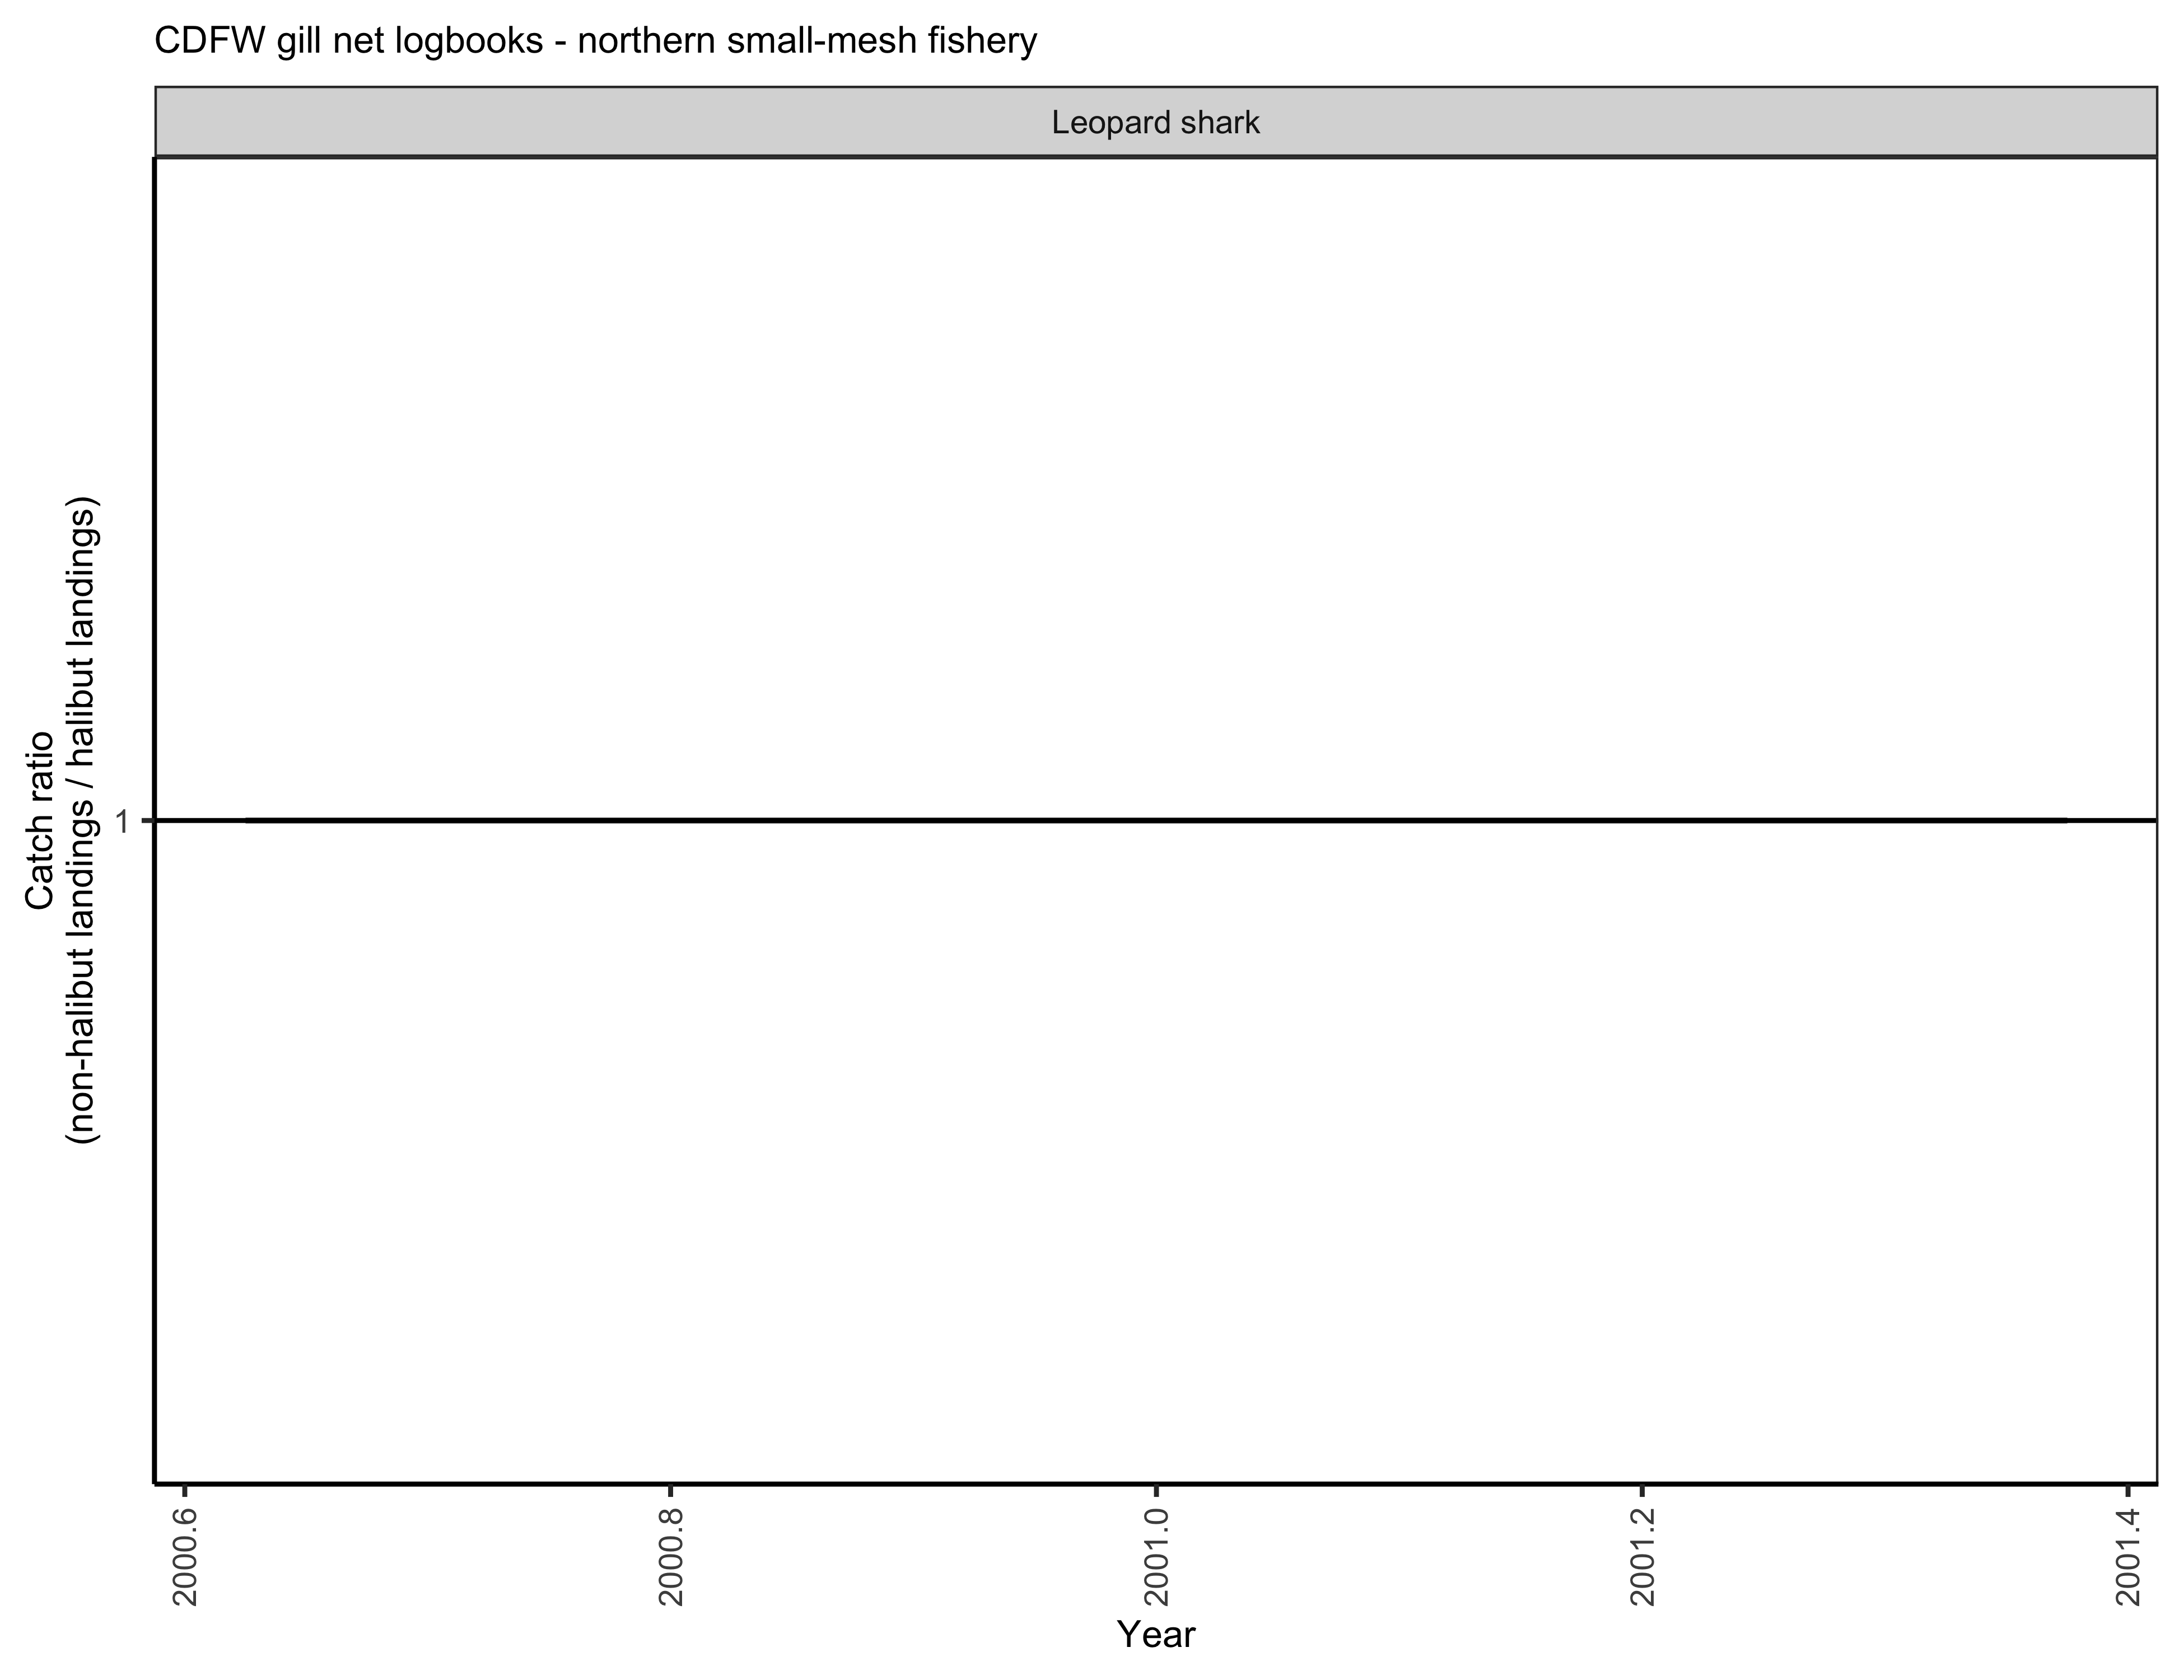 CDFW gill net logbooks - northern small-mesh fishery
Leopard shark
Catch ratio
(non-halibut landings / halibut landings)
1
2000.6
2000.8
2001.0
2001.2
2001.4
Year